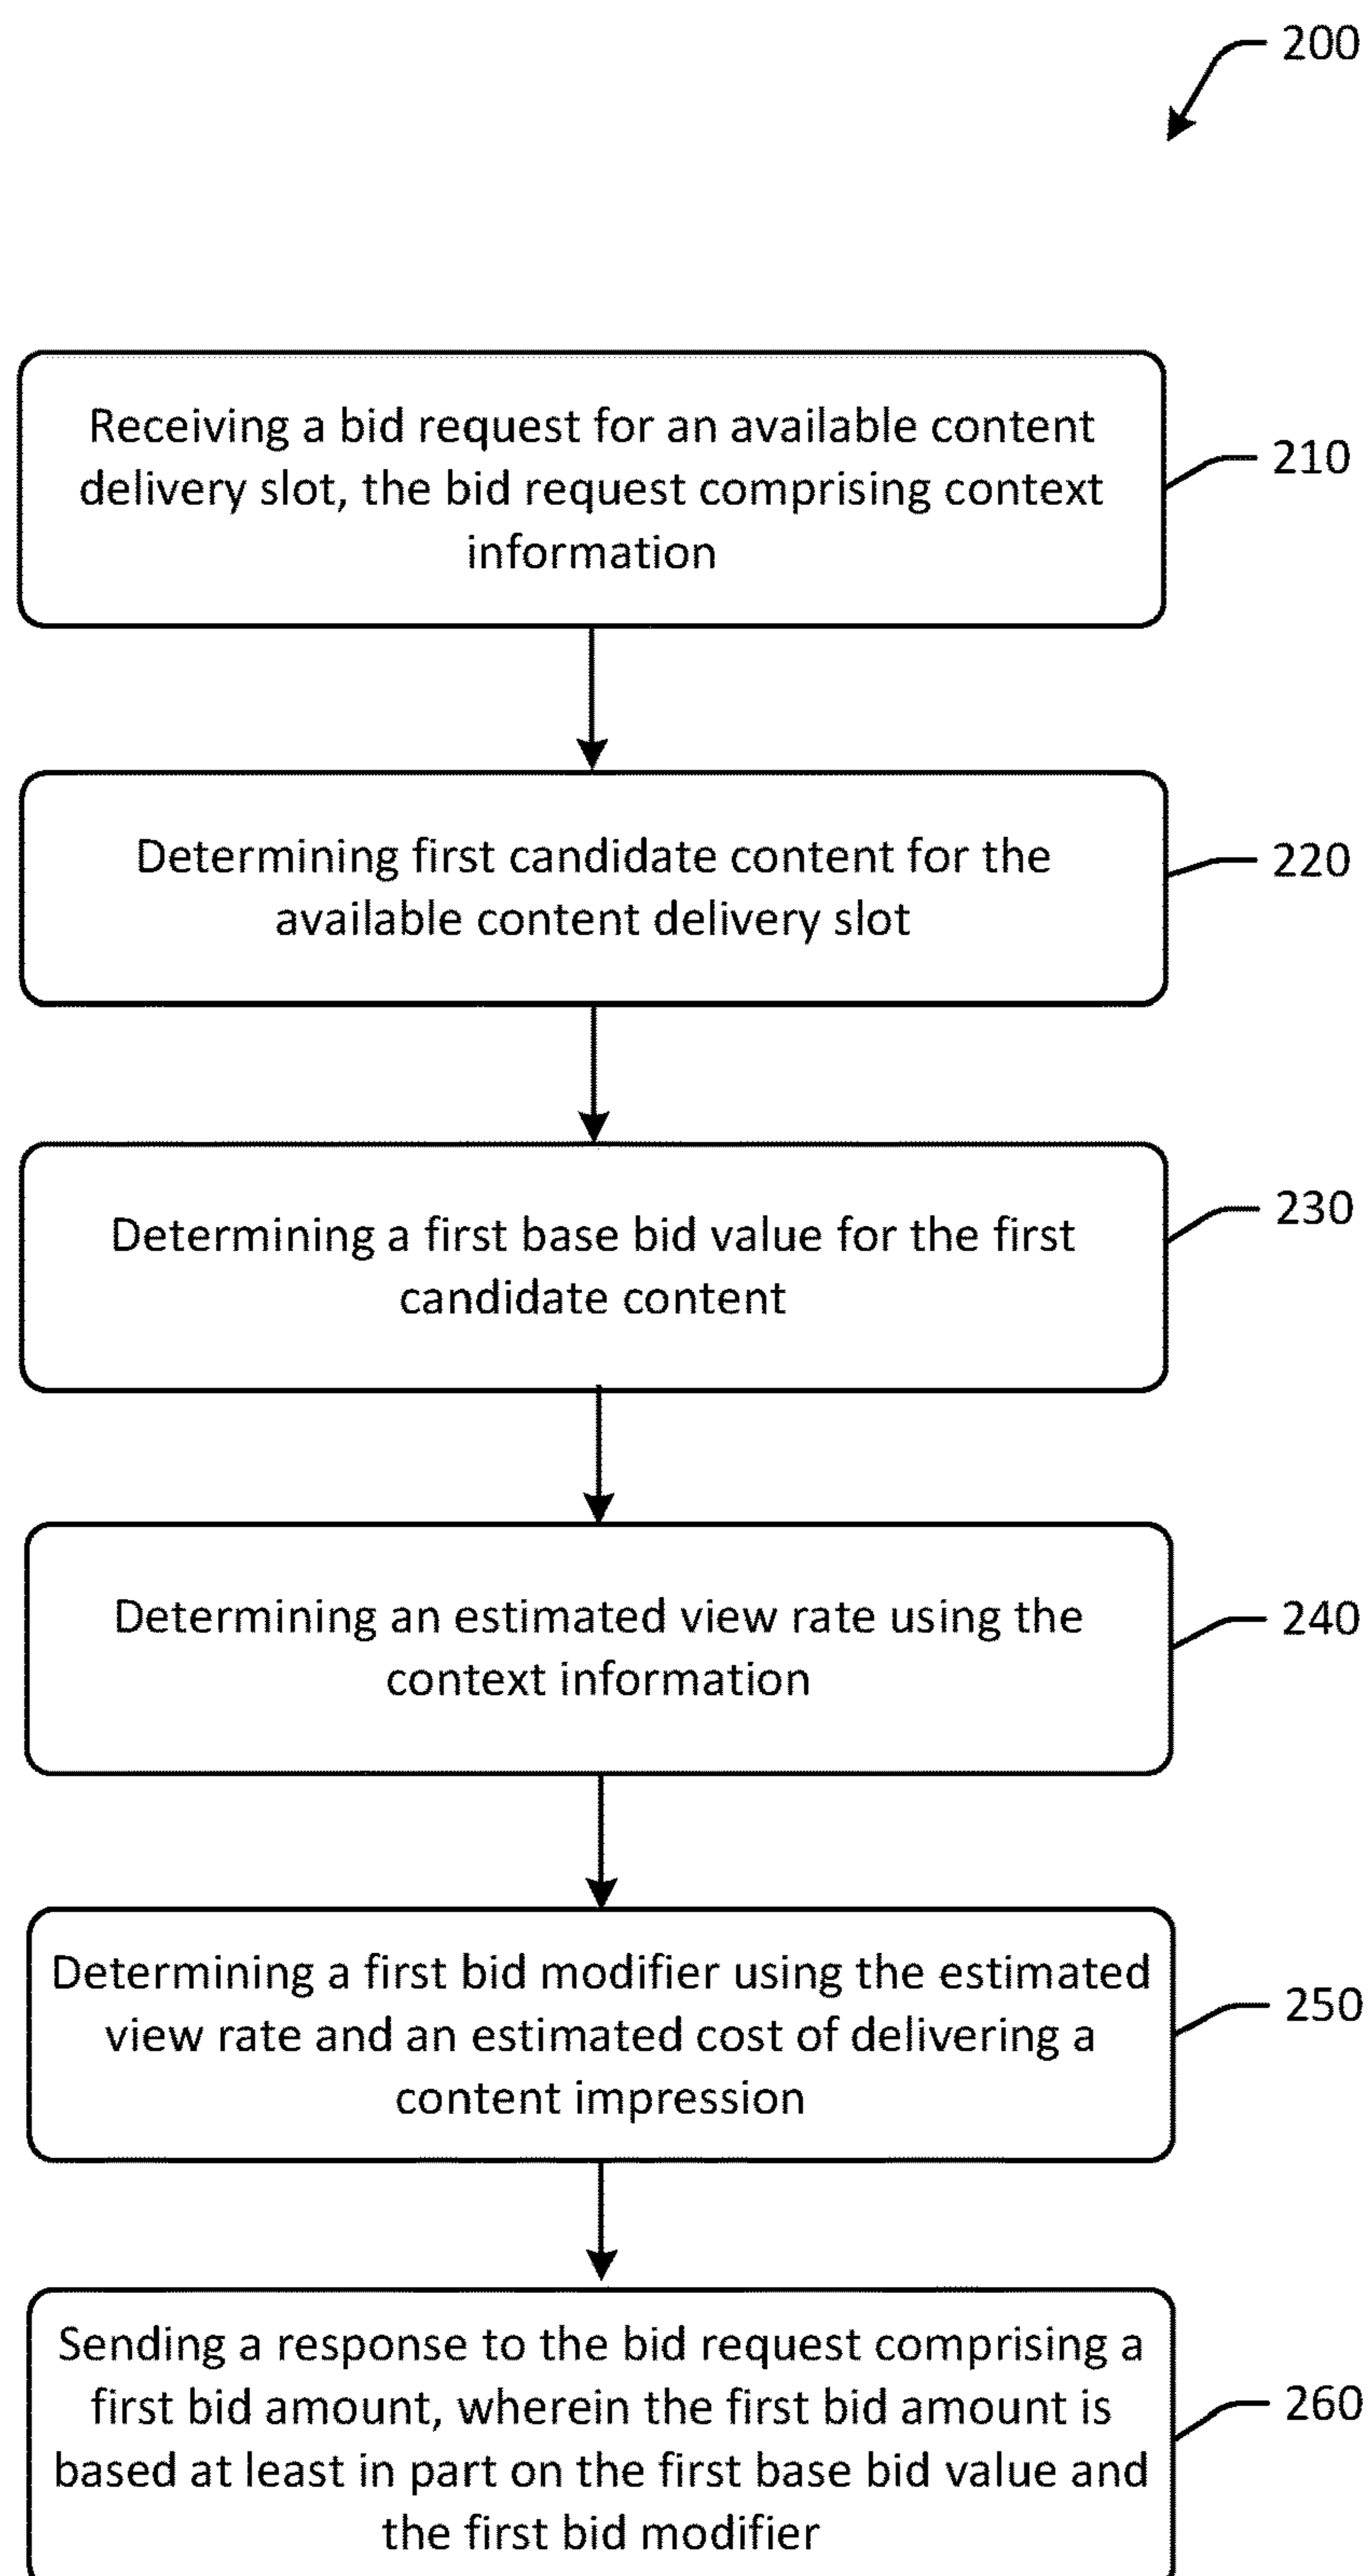 200
Receiving a bid request for an available content
delivery slot, the bid request comprising context
information
210
Determining first candidate content for the
available content delivery slot
220
Determining a first base bid value for the first
candidate content
230
Determining an estimated view rate using the
context information
240
Determining a first bid modifier using the estimated
view rate and an estimated cost of delivering a
content impression
250
Sending a response to the bid request comprising a
first bid amount, wherein the first bid amount is
based at least in part on the first base bid value and
the first bid modifier
260